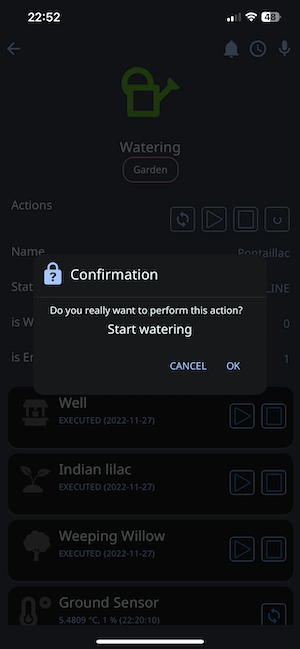 22:52
48
Watering
Garden
Actions
Name
Pontaillac
Stat
LINE
is W
0
is En
1
Confirmation
Do you really want to perform this action?
Start watering
CANCEL
OK
Well
EXECUTED (2022-11-27)
Indian lilac
EXECUTED (2022-11-27)
Weeping Willow
EXECUTED (2022-11-27)
Ground Sensor
5.4809 °C, 1 % (22:20:10)